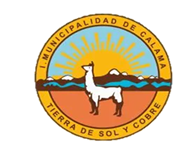 I. MUNICIPALIDAD DE CALAMA
TIERRA DE SOL Y COBRE